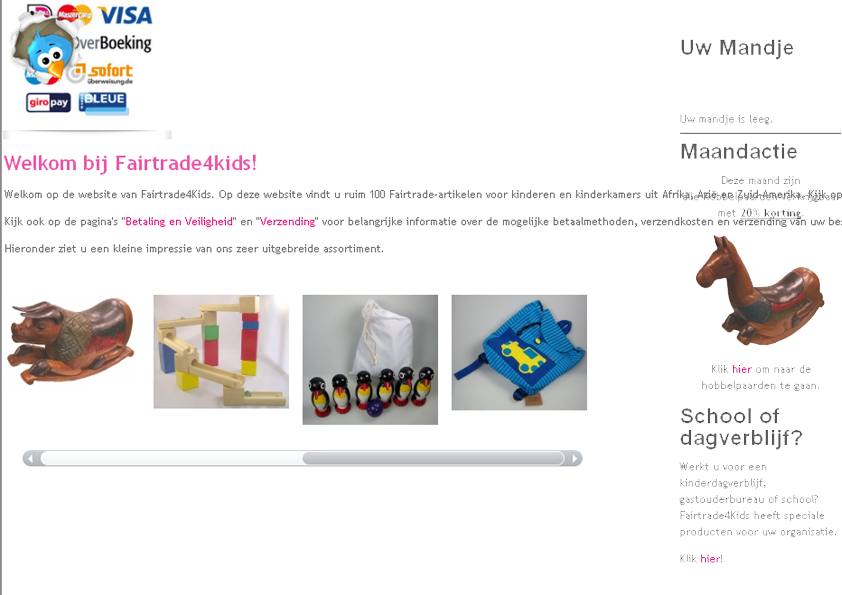 MasterCard VISA
OverBoeking
sofort
überweisung.de
giropay BLUE
Uw Mandje
Uw mandje is leeg.
Welkom bij Fairtrade4kids!
Welkom op de website van Fairtrade4Kids. Op deze website vindt u ruim 100 Fairtrade-artikelen voor kinderen en kinderkamers uit Afrika, Azië en Zuid-Amerika. Kijk op
Kijk ook op de pagina's "Betaling en Veiligheid" en "Verzending" voor belangrijke informatie over de mogelijke betaalmethoden, verzendkosten en verzending van uw bes
Hieronder ziet u een kleine impressie van ons zeer uitgebreide assortiment.
Maandactie
Deze maand zijn
met 20% korting.
Klik hier om naar de
hobbelpaarden te gaan.
School of
dagverblijf?
Werkt u voor een
kinderdagverblijf,
gastouderbureau of school?
Fairtrade4Kids heeft speciale
producten voor uw organisatie.
Klik hier!